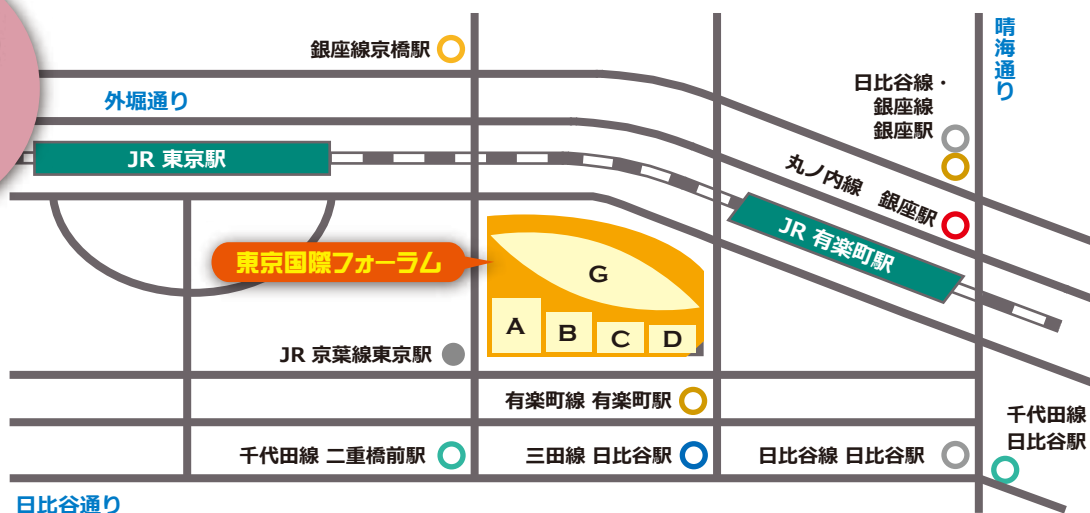 銀座線京橋駅
晴海通り
外堀通り
日比谷線・
銀座線
銀座駅
JR 東京駅
丸ノ内線 銀座駅
JR 有楽町駅
東京国際フォーラム
G
A
B
C
D
JR 京葉線東京駅
有楽町線 有楽町駅
千代田線
日比谷駅
千代田線 二重橋前駅
三田線 日比谷駅
日比谷線 日比谷駅
日比谷通り